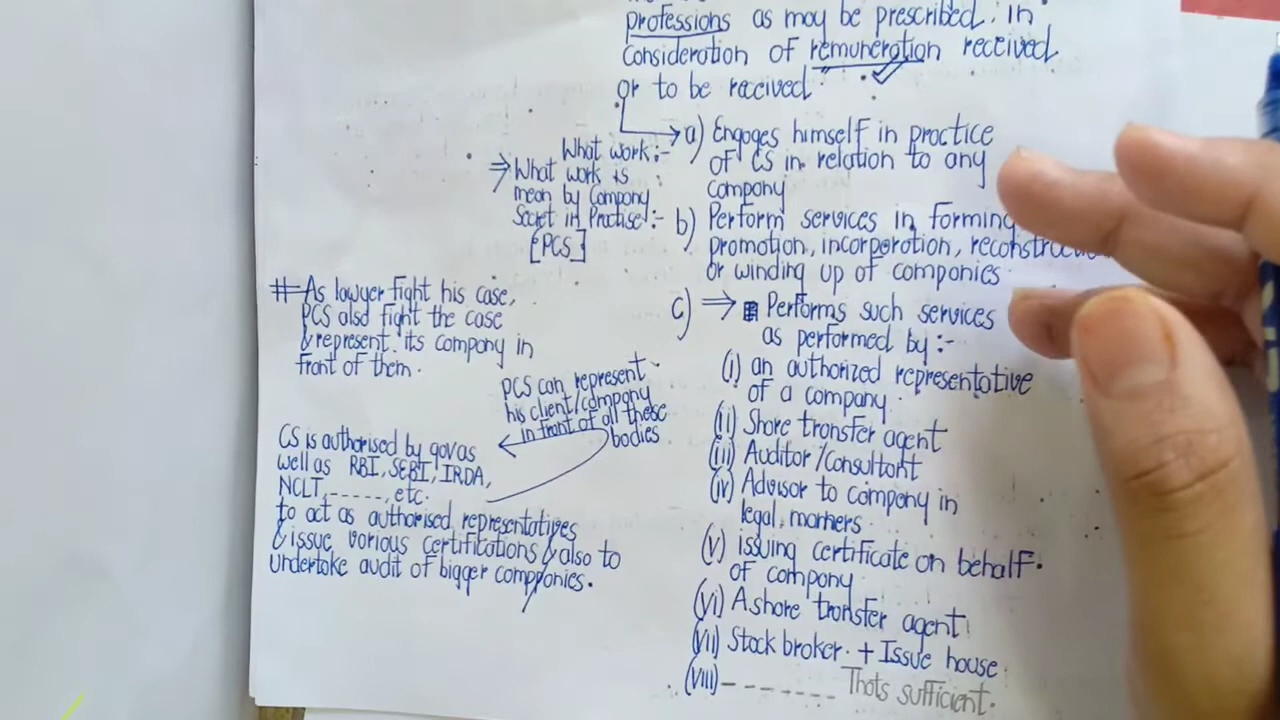 professions as may be prescribed. in
consideration of remuneration received
or to be received
a) Engages himself in practice
of CS in relation to any
company
What work :-
⇒ What work is
mean by Company
Secret in Practise :-
[PCS]
b) Perform services in forming
promotion, incorporation, reconstruc
or winding up of companies
c) ⇒ Performs such services
as performed by :-
(i) an authorized representative
of a company
(ii) Share transfer agent
(iii) Auditor/Consultant
(iv) Advisor to company in
legal marners
(v) issuing certificate on behalf.
of company
(vi) A share transfer agent
(vii) Stock broker. + Issue house.
(viii) - - - - - - - Thats sufficient.
# As lawyer fight his case,
PCS also fight the case
& represent its company in
front of them.
PCS can represent
his client/company
in front of all these
bodies
CS is authorised by gov as
well as RBI, SEBI, IRDA,
NCLT, - - - - -, etc.
to act as authorised representatives
& issue various certifications & also to
undertake audit of bigger companies.